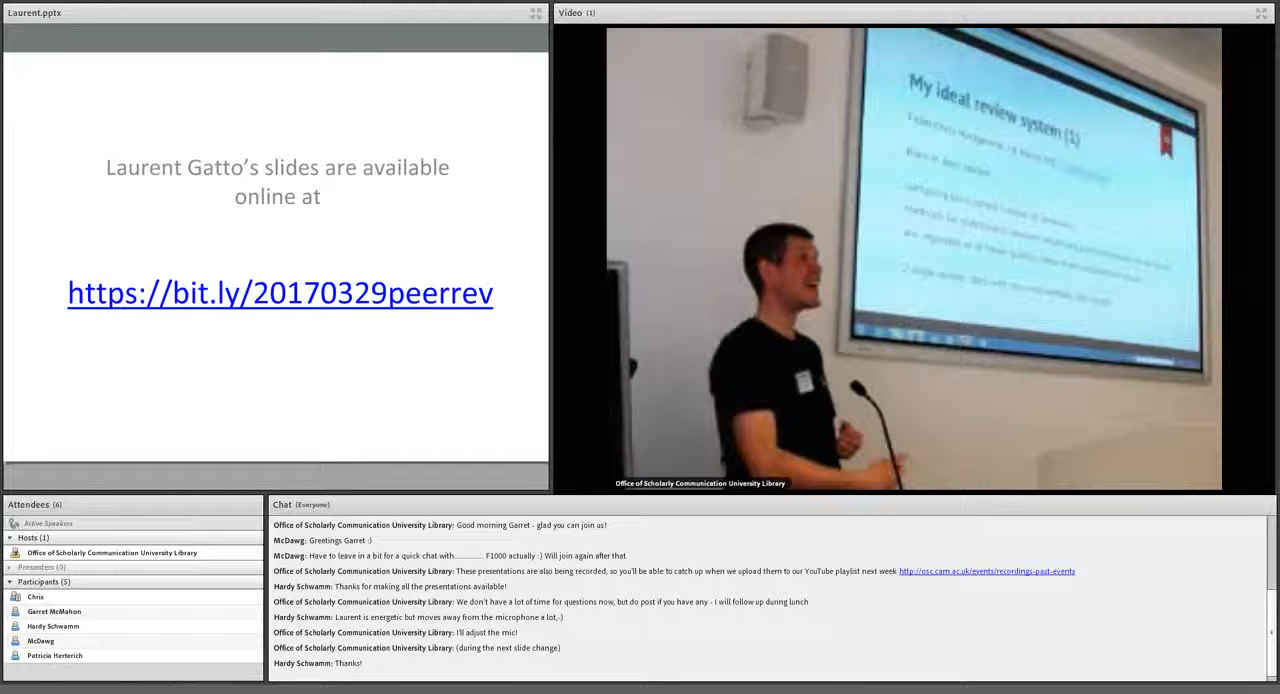 Laurent.pptx
Laurent Gatto's slides are available
online at
https://bit.ly/20170329peerrev
Video (1)
My ideal review system (1)
Office of Scholarly Communication University Library
Attendees (6)
Active Speakers
Hosts (1)
Office of Scholarly Communication University Library
Presenters (0)
Participants (5)
Chris
Garret McMahon
Hardy Schwamm
McDawg
Patricia Herterich
Chat (Everyone)
Office of Scholarly Communication University Library: Good morning Garret - glad you can join us!
McDawg: Greetings Garret :)
McDawg: Have to leave in a bit for a quick chat with.......... F1000 actually :) Will join again after that.
Office of Scholarly Communication University Library: These presentations are also being recorded, so you'll be able to catch up when we upload them to our YouTube playlist next week http://osc.cam.ac.uk/events/recordings-past-events
Hardy Schwamm: Thanks for making all the presentations available!
Office of Scholarly Communication University Library: We don't have a lot of time for questions now, but do post if you have any - I will follow up during lunch
Hardy Schwamm: Laurent is energetic but moves away from the microphone a lot,-)
Office of Scholarly Communication University Library: I'll adjust the mic!
Office of Scholarly Communication University Library: (during the next slide change)
Hardy Schwamm: Thanks!